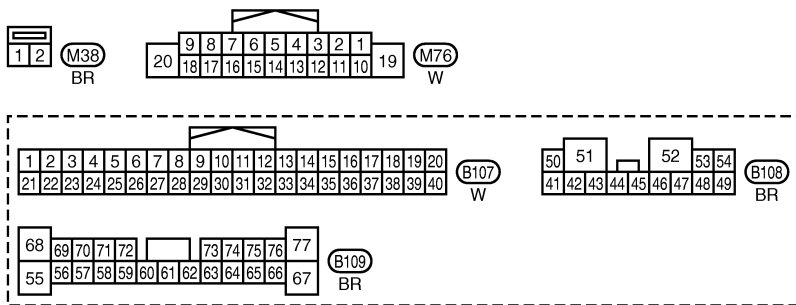 1 2 M38 BR
9 8 7 6 5 4 3 2 1
20 18 17 16 15 14 13 12 11 10 19 M76 W
1 2 3 4 5 6 7 8 9 10 11 12 13 14 15 16 17 18 19 20
21 22 23 24 25 26 27 28 29 30 31 32 33 34 35 36 37 38 39 40 B107 W
50 51 52 53 54
41 42 43 44 45 46 47 48 49 B108 BR
68 69 70 71 72 73 74 75 76 77
55 56 57 58 59 60 61 62 63 64 65 66 67 B109 BR